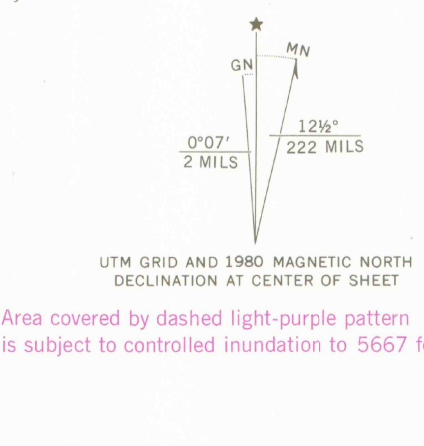 ★
MN
GN
0°07′
2 MILS
12½°
222 MILS
UTM GRID AND 1980 MAGNETIC NORTH
DECLINATION AT CENTER OF SHEET
Area covered by dashed light-purple pattern
is subject to controlled inundation to 5667